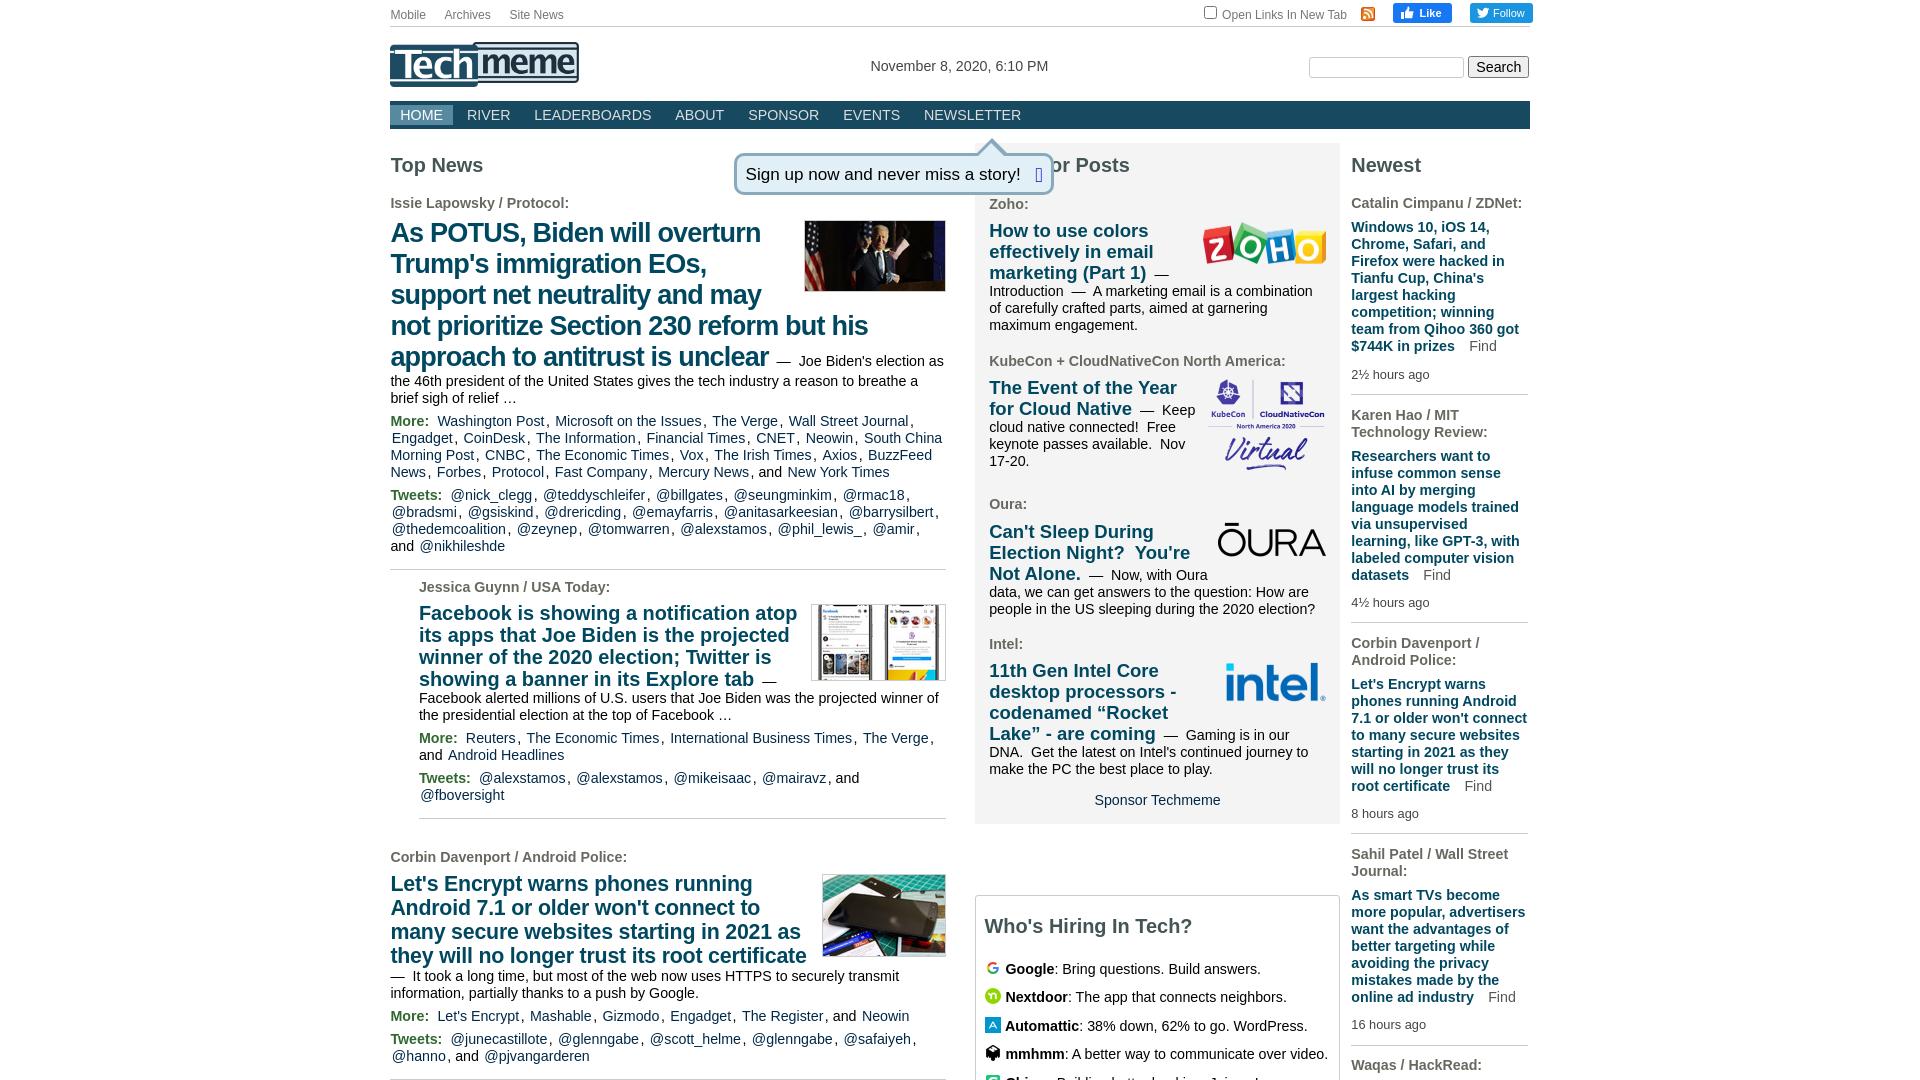 Mobile Archives Site News
Open Links In New Tab Like Follow
Techmeme
November 8, 2020, 6:10 PM
Search
HOME RIVER LEADERBOARDS ABOUT SPONSOR EVENTS NEWSLETTER
Sign up now and never miss a story!
Top News
Issie Lapowsky / Protocol:
As POTUS, Biden will overturn
Trump's immigration EOs,
support net neutrality and may
not prioritize Section 230 reform but his
approach to antitrust is unclear — Joe Biden's election as
the 46th president of the United States gives the tech industry a reason to breathe a
brief sigh of relief …
More: Washington Post, Microsoft on the Issues, The Verge, Wall Street Journal,
Engadget, CoinDesk, The Information, Financial Times, CNET, Neowin, South China
Morning Post, CNBC, The Economic Times, Vox, The Irish Times, Axios, BuzzFeed
News, Forbes, Protocol, Fast Company, Mercury News, and New York Times
Tweets: @nick_clegg, @teddyschleifer, @billgates, @seungminkim, @rmac18,
@bradsmi, @gsiskind, @drericding, @emayfarris, @anitasarkeesian, @barrysilbert,
@thedemcoalition, @zeynep, @tomwarren, @alexstamos, @phil_lewis_, @amir,
and @nikhileshde
Jessica Guynn / USA Today:
Facebook is showing a notification atop
its apps that Joe Biden is the projected
winner of the 2020 election; Twitter is
showing a banner in its Explore tab —
Facebook alerted millions of U.S. users that Joe Biden was the projected winner of
the presidential election at the top of Facebook …
More: Reuters, The Economic Times, International Business Times, The Verge,
and Android Headlines
Tweets: @alexstamos, @alexstamos, @mikeisaac, @mairavz, and
@fboversight
Corbin Davenport / Android Police:
Let's Encrypt warns phones running
Android 7.1 or older won't connect to
many secure websites starting in 2021 as
they will no longer trust its root certificate
— It took a long time, but most of the web now uses HTTPS to securely transmit
information, partially thanks to a push by Google.
More: Let's Encrypt, Mashable, Gizmodo, Engadget, The Register, and Neowin
Tweets: @junecastillote, @glenngabe, @scott_helme, @glenngabe, @safaiyeh,
@hanno, and @pjvangarderen
or Posts
Zoho:
ZOHO
How to use colors
effectively in email
marketing (Part 1) —
Introduction — A marketing email is a combination
of carefully crafted parts, aimed at garnering
maximum engagement.
KubeCon + CloudNativeCon North America:
The Event of the Year
for Cloud Native — Keep
cloud native connected! Free
keynote passes available. Nov
17-20.
KubeCon CloudNativeCon
North America 2020
Virtual
Oura:
ŌURA
Can't Sleep During
Election Night? You're
Not Alone. — Now, with Oura
data, we can get answers to the question: How are
people in the US sleeping during the 2020 election?
Intel:
intel
11th Gen Intel Core
desktop processors -
codenamed “Rocket
Lake” - are coming — Gaming is in our
DNA. Get the latest on Intel's continued journey to
make the PC the best place to play.
Sponsor Techmeme
Who's Hiring In Tech?
Google: Bring questions. Build answers.
Nextdoor: The app that connects neighbors.
Automattic: 38% down, 62% to go. WordPress.
mmhmm: A better way to communicate over video.
Newest
Catalin Cimpanu / ZDNet:
Windows 10, iOS 14,
Chrome, Safari, and
Firefox were hacked in
Tianfu Cup, China's
largest hacking
competition; winning
team from Qihoo 360 got
$744K in prizes Find
2½ hours ago
Karen Hao / MIT
Technology Review:
Researchers want to
infuse common sense
into AI by merging
language models trained
via unsupervised
learning, like GPT-3, with
labeled computer vision
datasets Find
4½ hours ago
Corbin Davenport /
Android Police:
Let's Encrypt warns
phones running Android
7.1 or older won't connect
to many secure websites
starting in 2021 as they
will no longer trust its
root certificate Find
8 hours ago
Sahil Patel / Wall Street
Journal:
As smart TVs become
more popular, advertisers
want the advantages of
better targeting while
avoiding the privacy
mistakes made by the
online ad industry Find
16 hours ago
Waqas / HackRead: